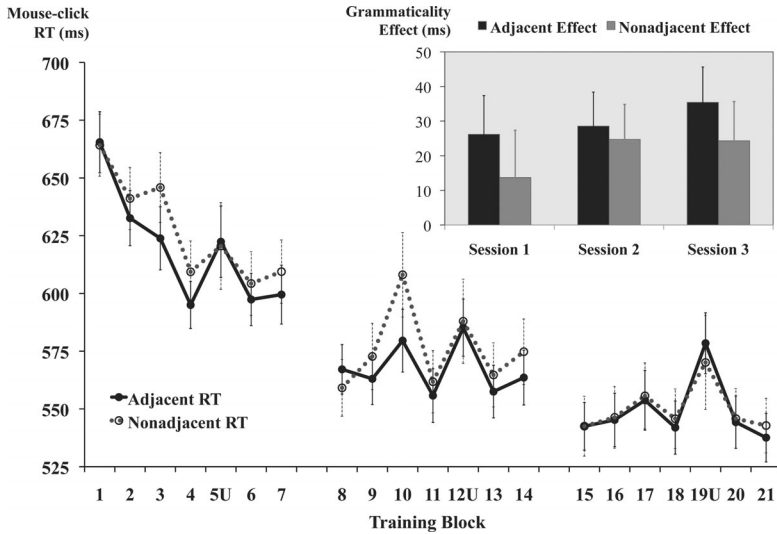 Mouse-click
RT (ms)
Grammaticality
Effect (ms)
Adjacent Effect Nonadjacent Effect
700
675
650
625
600
575
550
525
50
40
30
20
10
0
Session 1 Session 2 Session 3
Adjacent RT
Nonadjacent RT
1 2 3 4 5U 6 7 8 9 10 11 12U 13 14 15 16 17 18 19U 20 21
Training Block